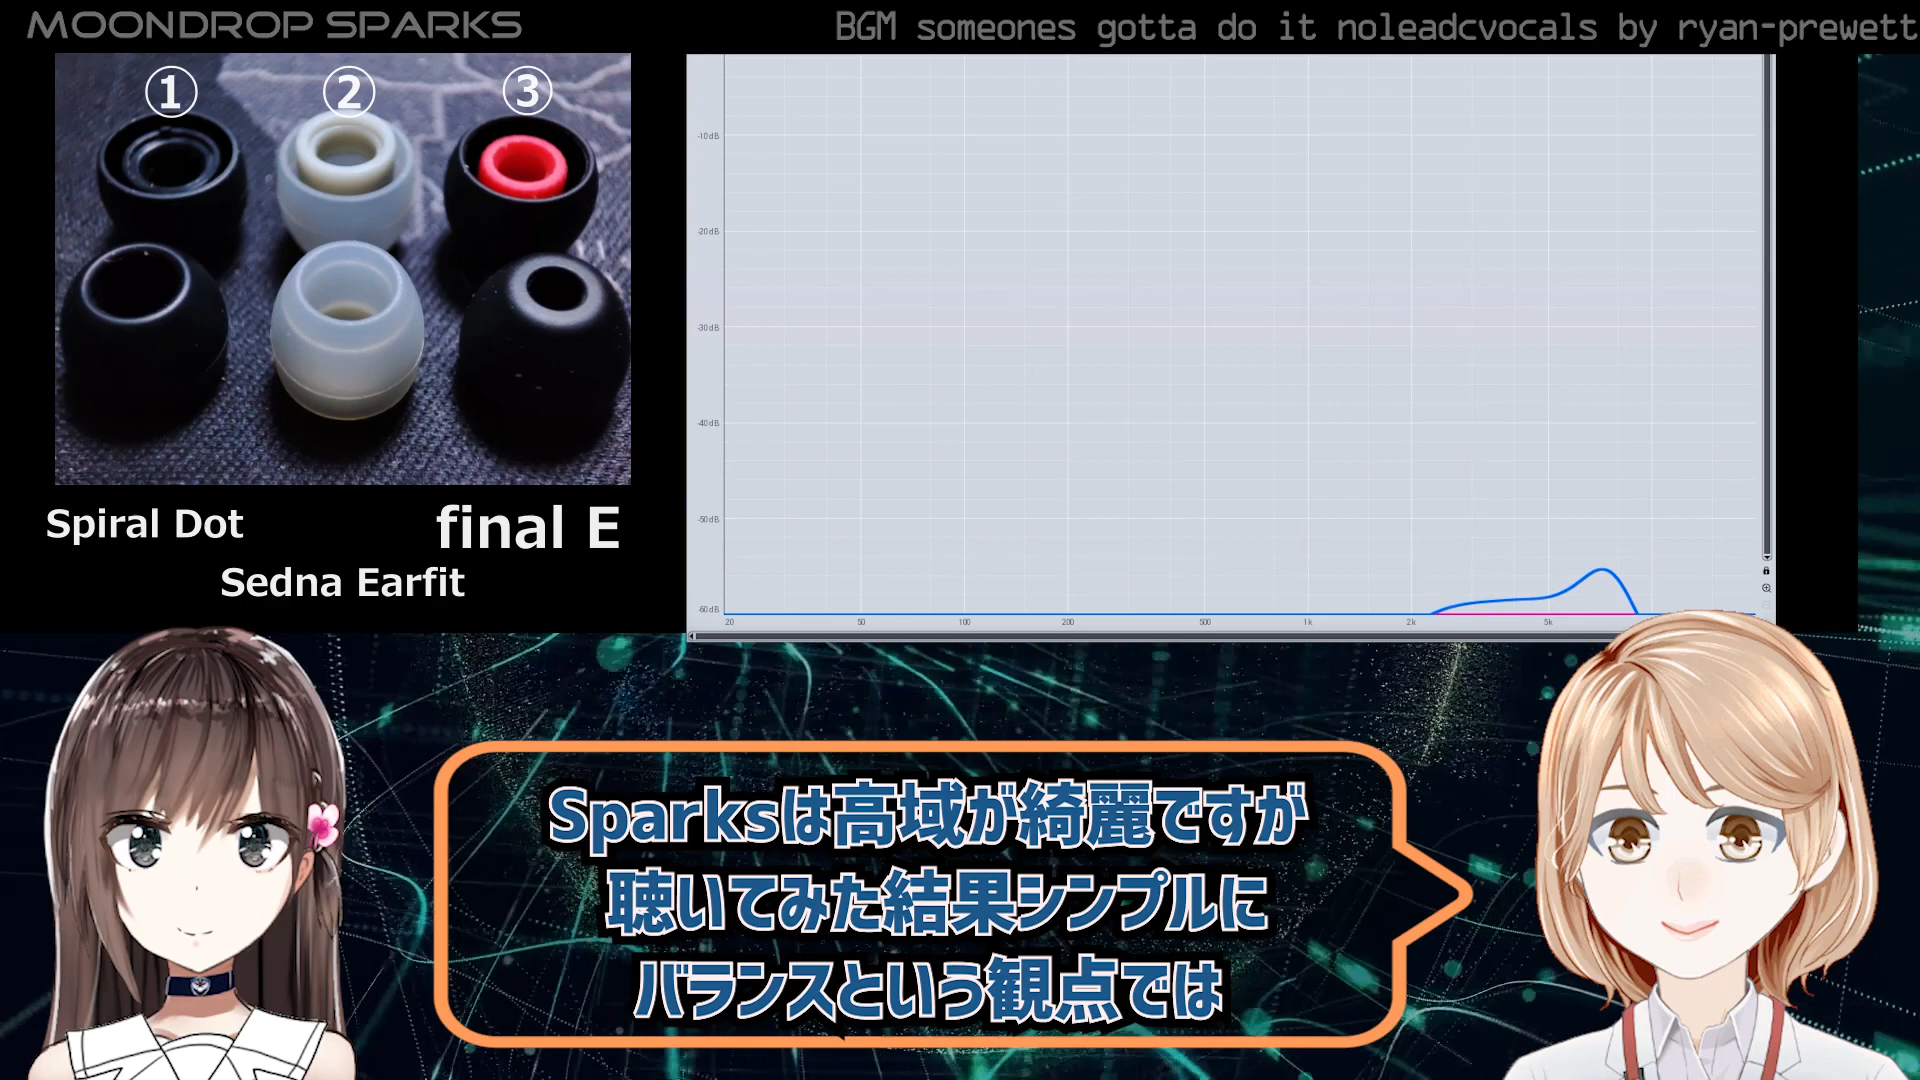 MOONDROP SPARKS
BGM someones gotta do it noleadcvocals by ryan-prewett
① ② ③
Spiral Dot
final E
Sedna Earfit
-10dB
-20dB
-30dB
-40dB
-50dB
60dB
20 50 100 200 500 1k 2k 5k
Sparksは高域が綺麗ですが
聴いてみた結果シンプルに
バランスという観点では